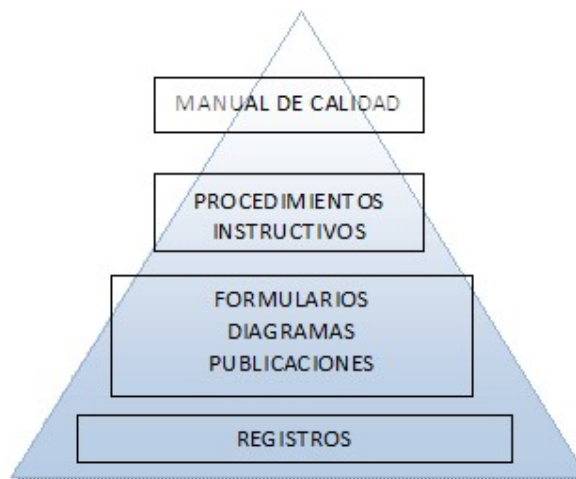 MANUAL DE CALIDAD
PROCEDIMIENTOS
INSTRUCTIVOS
FORMULARIOS
DIAGRAMAS
PUBLICACIONES
REGISTROS